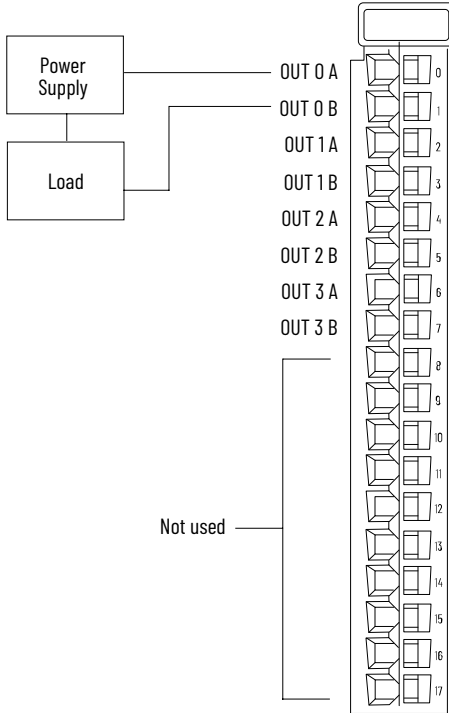 Power
Supply
Load
OUT 0 A
OUT 0 B
OUT 1 A
OUT 1 B
OUT 2 A
OUT 2 B
OUT 3 A
OUT 3 B
Not used
0
1
2
3
4
5
6
7
8
9
10
11
12
13
14
15
16
17